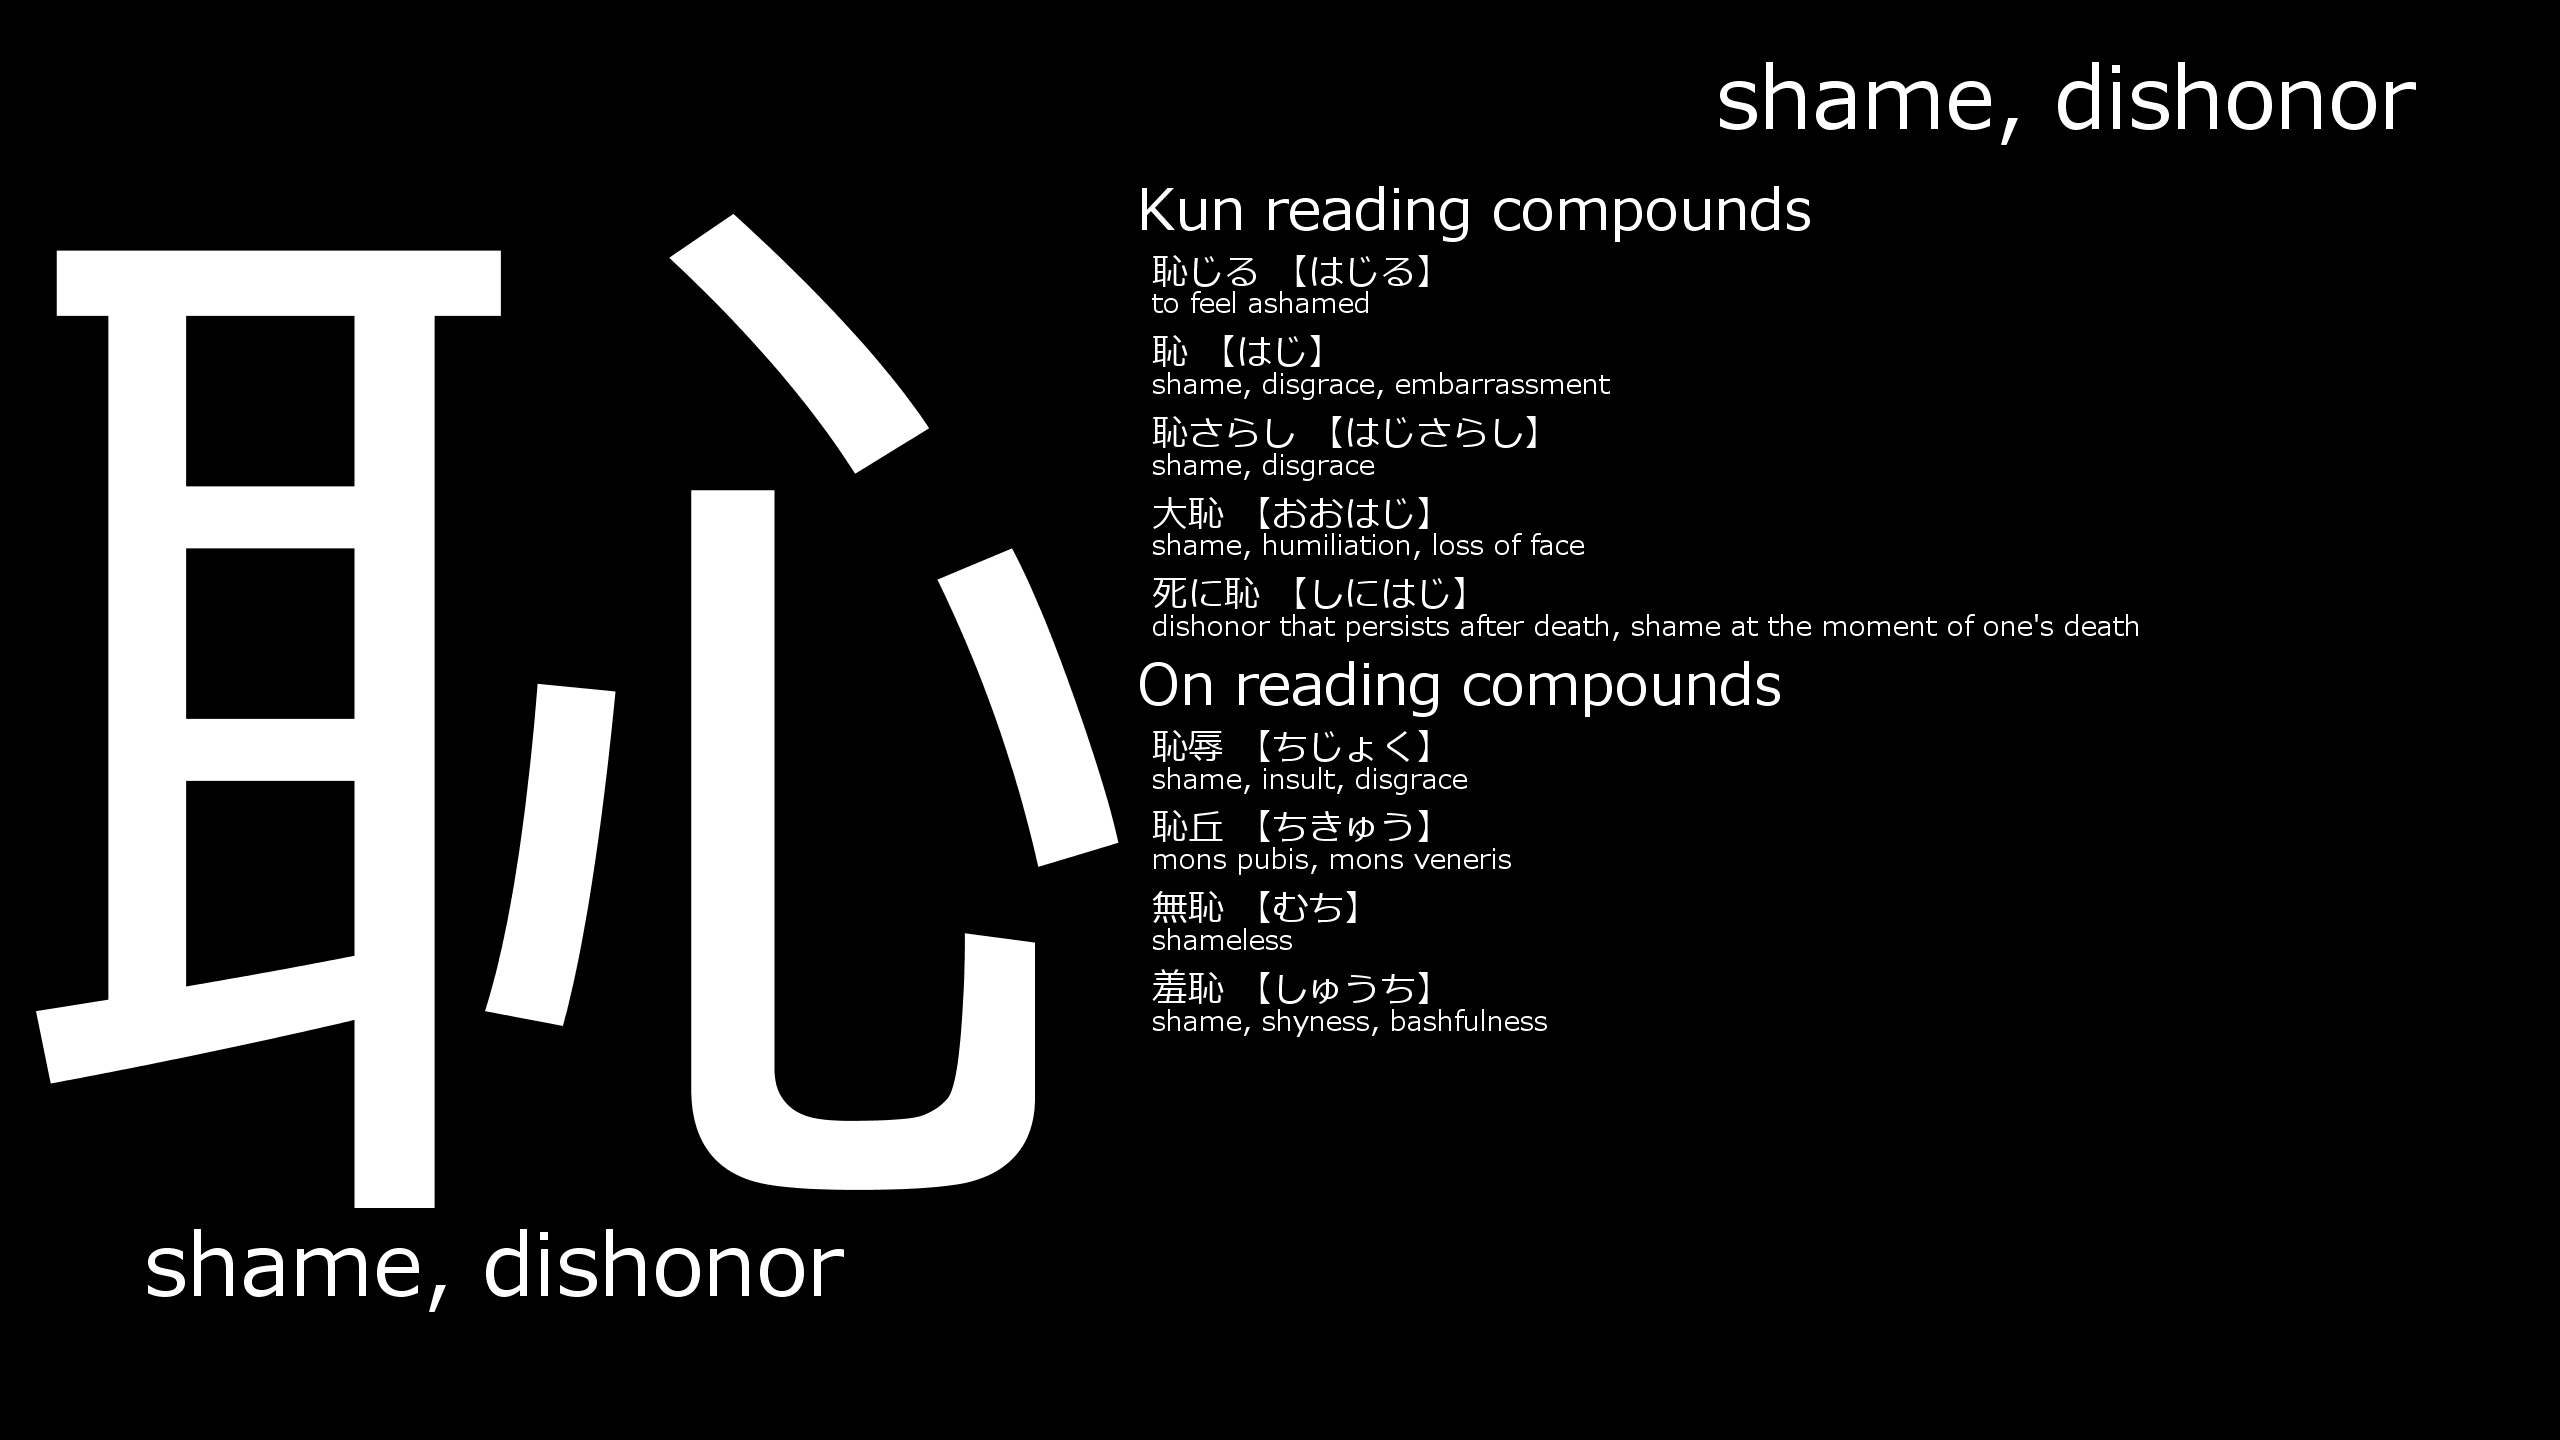 shame, dishonor
恥
shame, dishonor
Kun reading compounds
恥じる 【はじる】
to feel ashamed
恥 【はじ】
shame, disgrace, embarrassment
恥さらし 【はじさらし】
shame, disgrace
大恥 【おおはじ】
shame, humiliation, loss of face
死に恥 【しにはじ】
dishonor that persists after death, shame at the moment of one's death
On reading compounds
恥辱 【ちじょく】
shame, insult, disgrace
恥丘 【ちきゅう】
mons pubis, mons veneris
無恥 【むち】
shameless
羞恥 【しゅうち】
shame, shyness, bashfulness